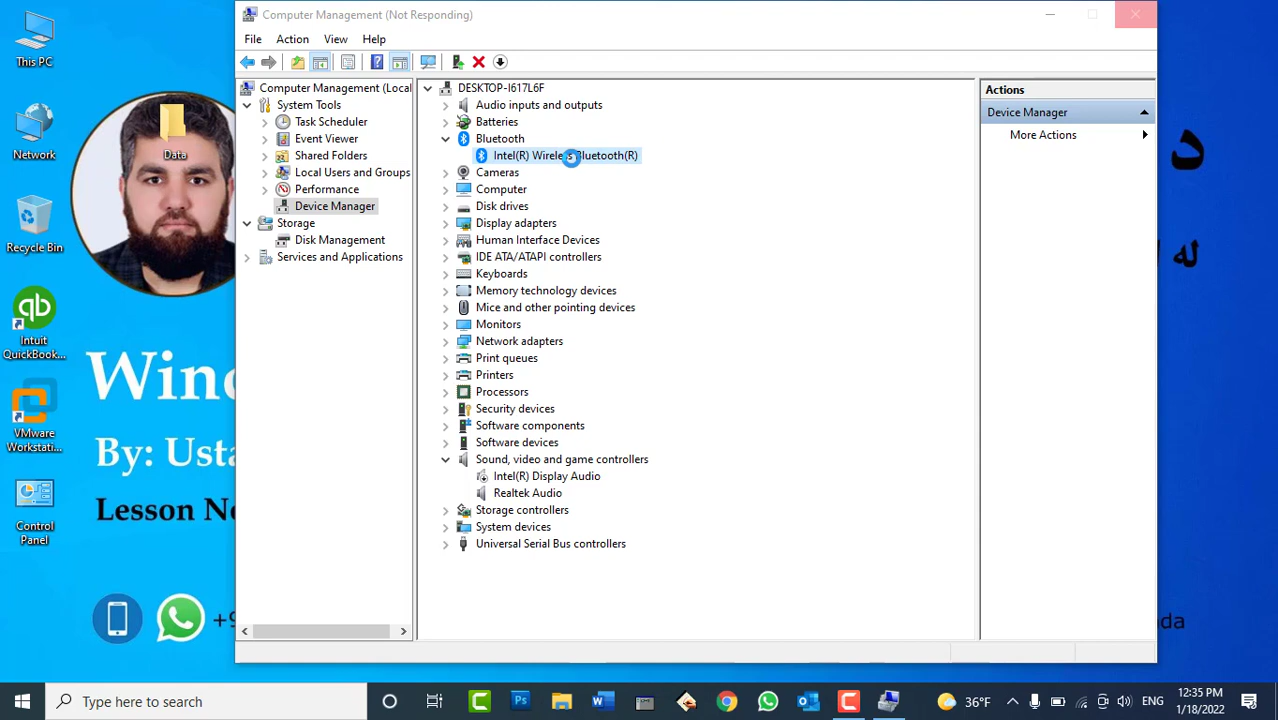 Computer Management (Not Responding)
File Action View Help
This PC
Network
Recycle Bin
Intuit
QuickBook...
VMware
Workstati...
Control
Panel
Data
Wind
By: Usta
Lesson No
Computer Management (Local
System Tools
Task Scheduler
Event Viewer
Shared Folders
Local Users and Groups
Performance
Device Manager
Storage
Disk Management
Services and Applications
DESKTOP-I617L6F
Audio inputs and outputs
Batteries
Bluetooth
Intel(R) Wireless Bluetooth(R)
Cameras
Computer
Disk drives
Display adapters
Human Interface Devices
IDE ATA/ATAPI controllers
Keyboards
Memory technology devices
Mice and other pointing devices
Monitors
Network adapters
Print queues
Printers
Processors
Security devices
Software components
Software devices
Sound, video and game controllers
Intel(R) Display Audio
Realtek Audio
Storage controllers
System devices
Universal Serial Bus controllers
Actions
Device Manager
More Actions
د
له
+9
da
Type here to search
36°F
ENG
12:35 PM
1/18/2022